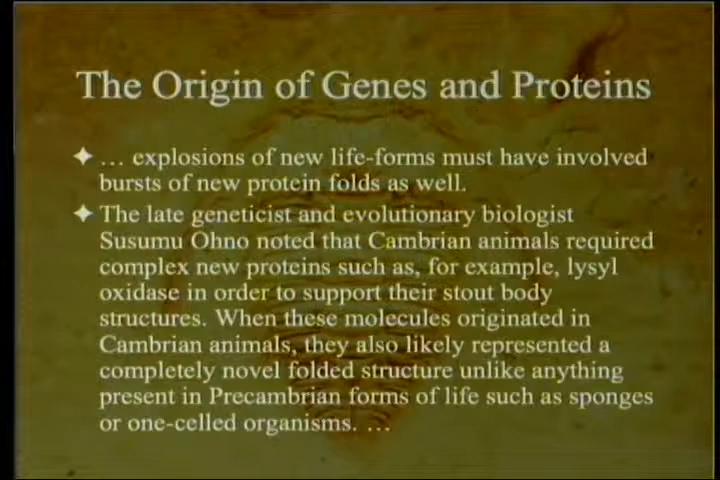 The Origin of Genes and Proteins
… explosions of new life-forms must have involved
bursts of new protein folds as well.
The late geneticist and evolutionary biologist
Susumu Ohno noted that Cambrian animals required
complex new proteins such as, for example, lysyl
oxidase in order to support their stout body
structures. When these molecules originated in
Cambrian animals, they also likely represented a
completely novel folded structure unlike anything
present in Precambrian forms of life such as sponges
or one-celled organisms. …